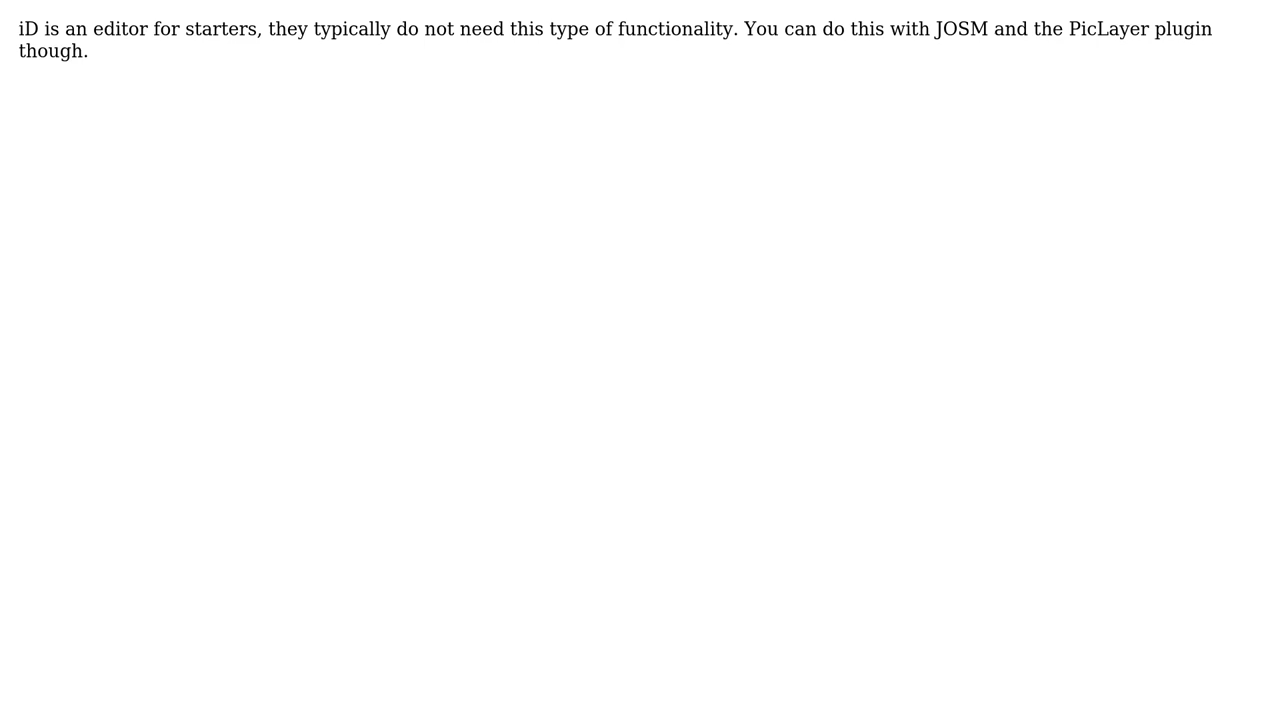 iD is an editor for starters, they typically do not need this type of functionality. You can do this with JOSM and the PicLayer plugin
though.